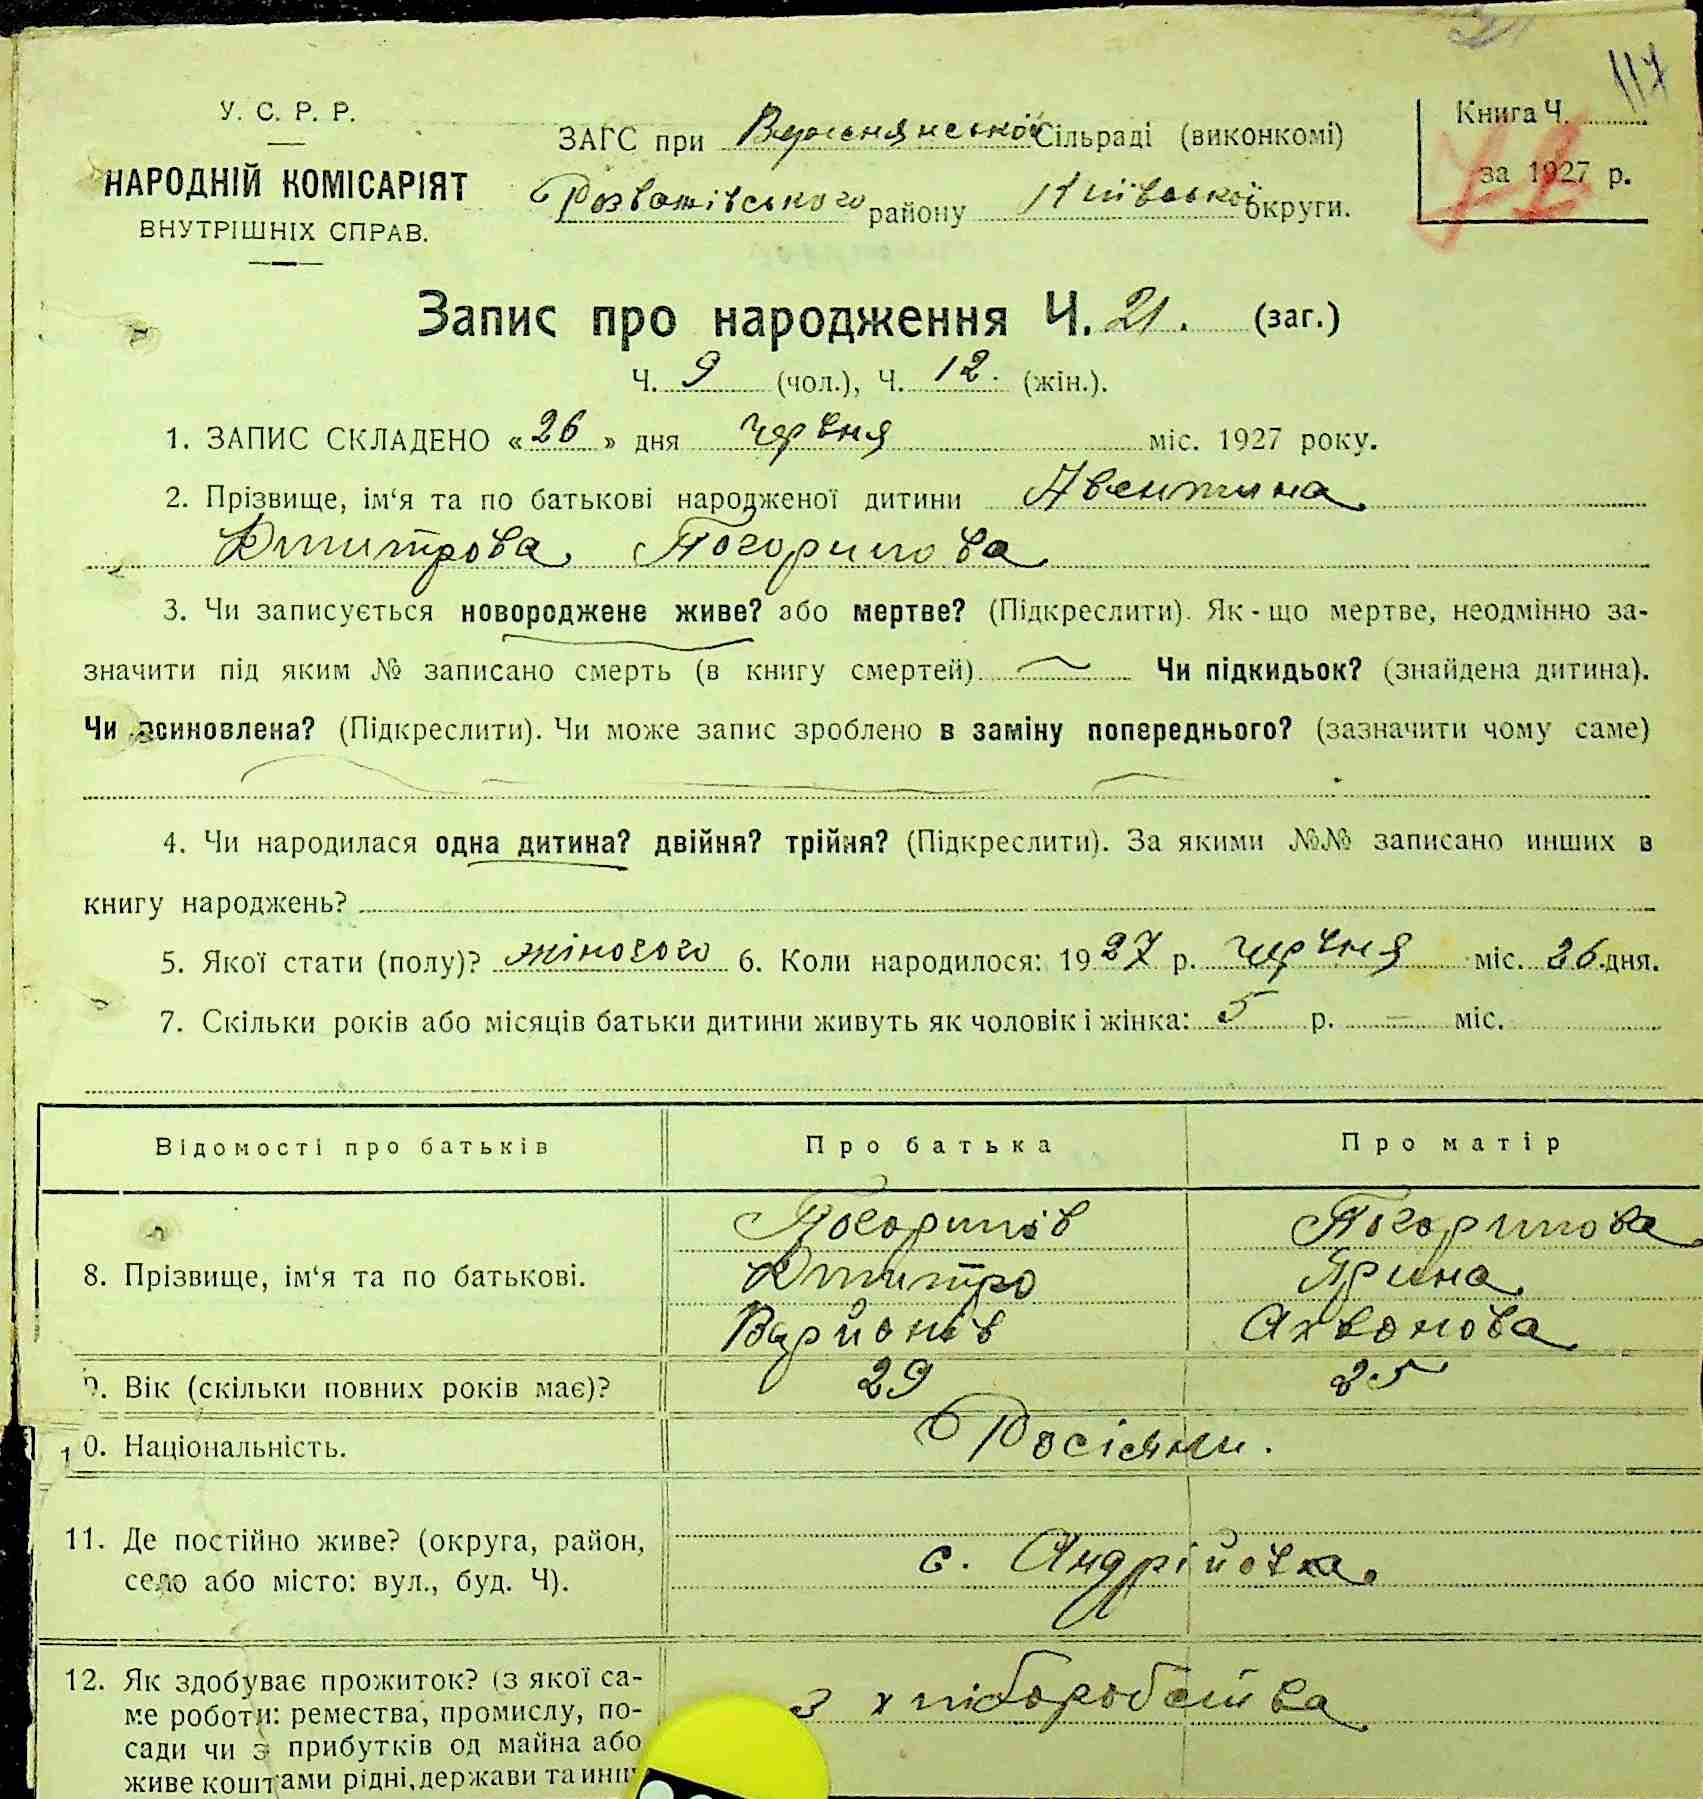 117
У. С. Р. Р.
НАРОДНІЙ КОМІСАРІЯТ
ВНУТРІШНІХ СПРАВ.
ЗАГС при Вереснянській Сільраді (виконкомі)
Розважівського району Київської округи.
Книга Ч.
за 1927 р.
72
Запис про народження Ч. 21. (заг.)
Ч. 9 (чол.), Ч. 12. (жін.).
1. ЗАПИС СКЛАДЕНО «26» дня червня міс. 1927 року.
2. Прізвище, ім'я та по батькові народженої дитини Авентина
Дмитрова Погорилова
3. Чи записується новороджене живе? або мертве? (Підкреслити). Як-що мертве, неодмінно за-
значити під яким № записано смерть (в книгу смертей) Чи підкидьок? (знайдена дитина).
Чи всиновлена? (Підкреслити). Чи може запис зроблено в заміну попереднього? (зазначити чому саме)
4. Чи народилася одна дитина? двійня? трійня? (Підкреслити). За якими №№ записано инших в
книгу народжень?
5. Якої стати (полу)? жіночого 6. Коли народилося: 1927 р. червня міс. 26 дня.
7. Скільки років або місяців батьки дитини живуть як чоловік і жінка: 5 р. – міс.
Відомості про батьків Про батька Про матір
8. Прізвище, ім'я та по батькові.
Погорилів Погорилова
Дмитро Ярина
Ларионів Ахвонова
9. Вік (скільки повних років має)? 29 25
10. Національність. Росіяни.
11. Де постійно живе? (округа, район,
село або місто: вул., буд. Ч).
с. Андріївка
12. Як здобуває прожиток? (з якої са-
ме роботи: ремества, промислу, по-
сади чи з прибутків од майна або
живе коштами рідні, держави та инш
з хліборобства